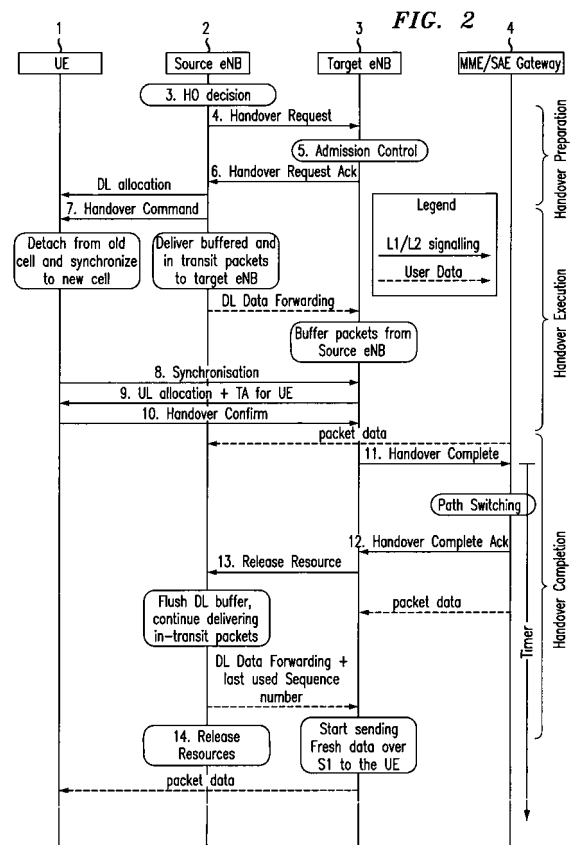 FIG. 2
1
2
3
4
UE
Source eNB
Target eNB
MME/SAE Gateway
3. HO decision
4. Handover Request
5. Admission Control
6. Handover Request Ack
DL allocation
7. Handover Command
Handover Preparation
Legend
L1/L2 signalling
User Data
Detach from old
cell and synchronize
to new cell
Deliver buffered and
in transit packets
to target eNB
DL Data Forwarding
Buffer packets from
Source eNB
Handover Execution
8. Synchronisation
9. UL allocation + TA for UE
10. Handover Confirm
packet data
11. Handover Complete
Path Switching
12. Handover Complete Ack
13. Release Resource
packet data
Flush DL buffer,
continue delivering
in-transit packets
Timer
Handover Completion
DL Data Forwarding +
last used Sequence
number
14. Release
Resources
Start sending
Fresh data over
S1 to the UE
packet data